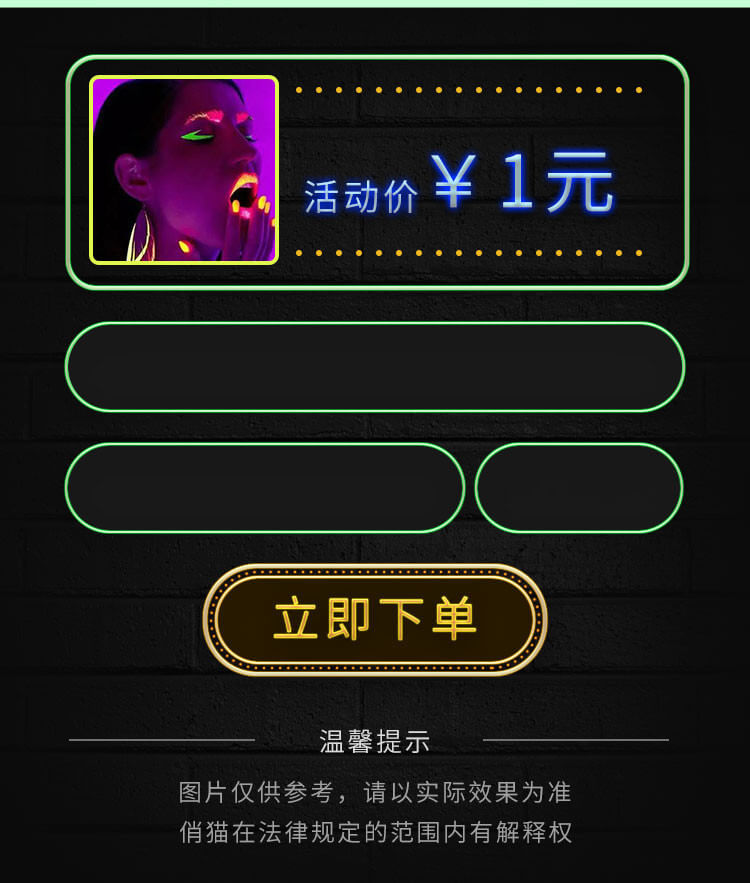 活动价 ¥ 1元
立即下单
温馨提示
图片仅供参考，请以实际效果为准
俏猫在法律规定的范围内有解释权